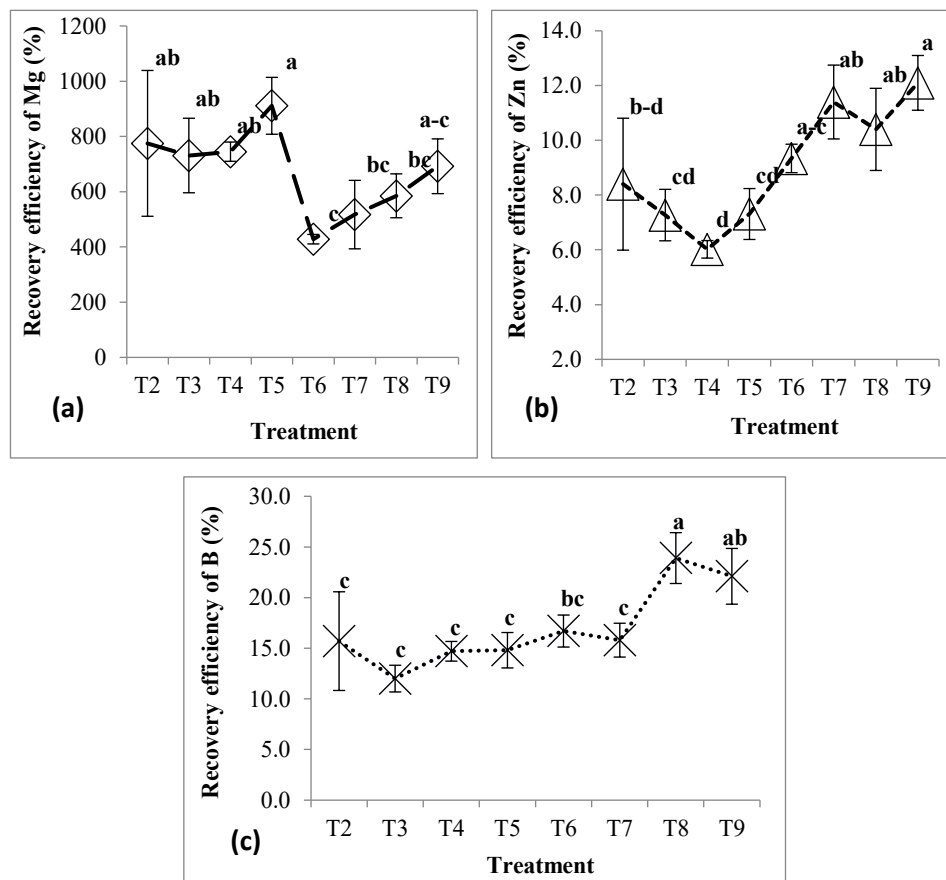 Recovery efficiency of Mg (%)
1200
1000
800
600
400
200
0
ab
ab
ab
a
c
bc
bc
a-c
T2 T3 T4 T5 T6 T7 T8 T9
(a)
Treatment
Recovery efficiency of Zn (%)
14.0
12.0
10.0
8.0
6.0
4.0
2.0
b-d
cd
d
cd
a-c
ab
ab
a
T2 T3 T4 T5 T6 T7 T8 T9
(b)
Treatment
Recovery efficiency of B (%)
30.0
25.0
20.0
15.0
10.0
5.0
0.0
c
c
c
c
bc
c
a
ab
T2 T3 T4 T5 T6 T7 T8 T9
(c)
Treatment